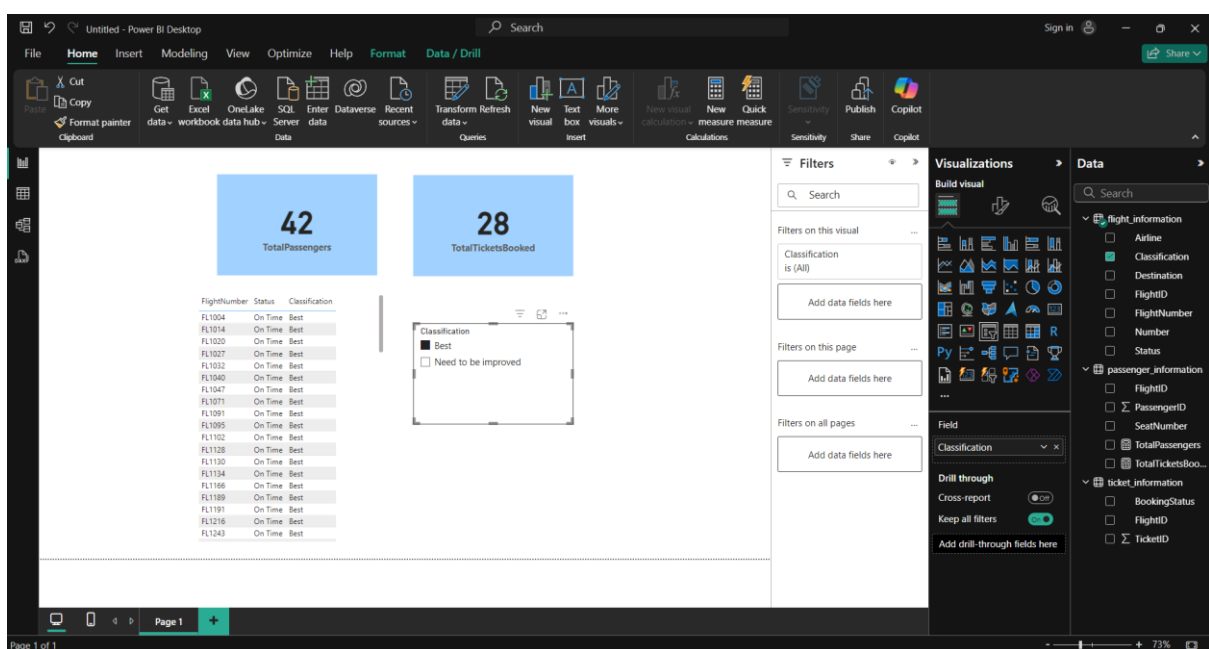 Untitled - Power BI Desktop
Search
Sign in
File Home Insert Modeling View Optimize Help Format Data / Drill
Share
Paste
Cut
Copy
Format painter
Clipboard
Get data
Excel workbook
OneLake data hub
SQL Server
Enter data
Dataverse
Recent sources
Data
Transform data
Refresh
Queries
New visual
Text box
More visuals
Insert
New visual calculation
New measure
Quick measure
Calculations
Sensitivity
Sensitivity
Publish
Share
Copilot
Copilot
42
TotalPassengers
28
TotalTicketsBooked
FlightNumber Status Classification
FL1004 On Time Best
FL1014 On Time Best
FL1020 On Time Best
FL1027 On Time Best
FL1032 On Time Best
FL1040 On Time Best
FL1047 On Time Best
FL1071 On Time Best
FL1091 On Time Best
FL1095 On Time Best
FL1102 On Time Best
FL1128 On Time Best
FL1130 On Time Best
FL1134 On Time Best
FL1166 On Time Best
FL1189 On Time Best
FL1191 On Time Best
FL1216 On Time Best
FL1243 On Time Best
Classification
Best
Need to be improved
Filters
Search
Filters on this visual ...
Classification
is (All)
Add data fields here
Filters on this page ...
Add data fields here
Filters on all pages ...
Add data fields here
Visualizations
Build visual
R
Py
...
Field
Classification
Drill through
Cross-report Off
Keep all filters On
Add drill-through fields here
Data
Search
flight_information
Airline
Classification
Destination
FlightID
FlightNumber
Number
Status
passenger_information
FlightID
PassengerID
SeatNumber
TotalPassengers
TotalTicketsBoo...
ticket_information
BookingStatus
FlightID
TicketID
Page 1
Page 1 of 1
- + 73%